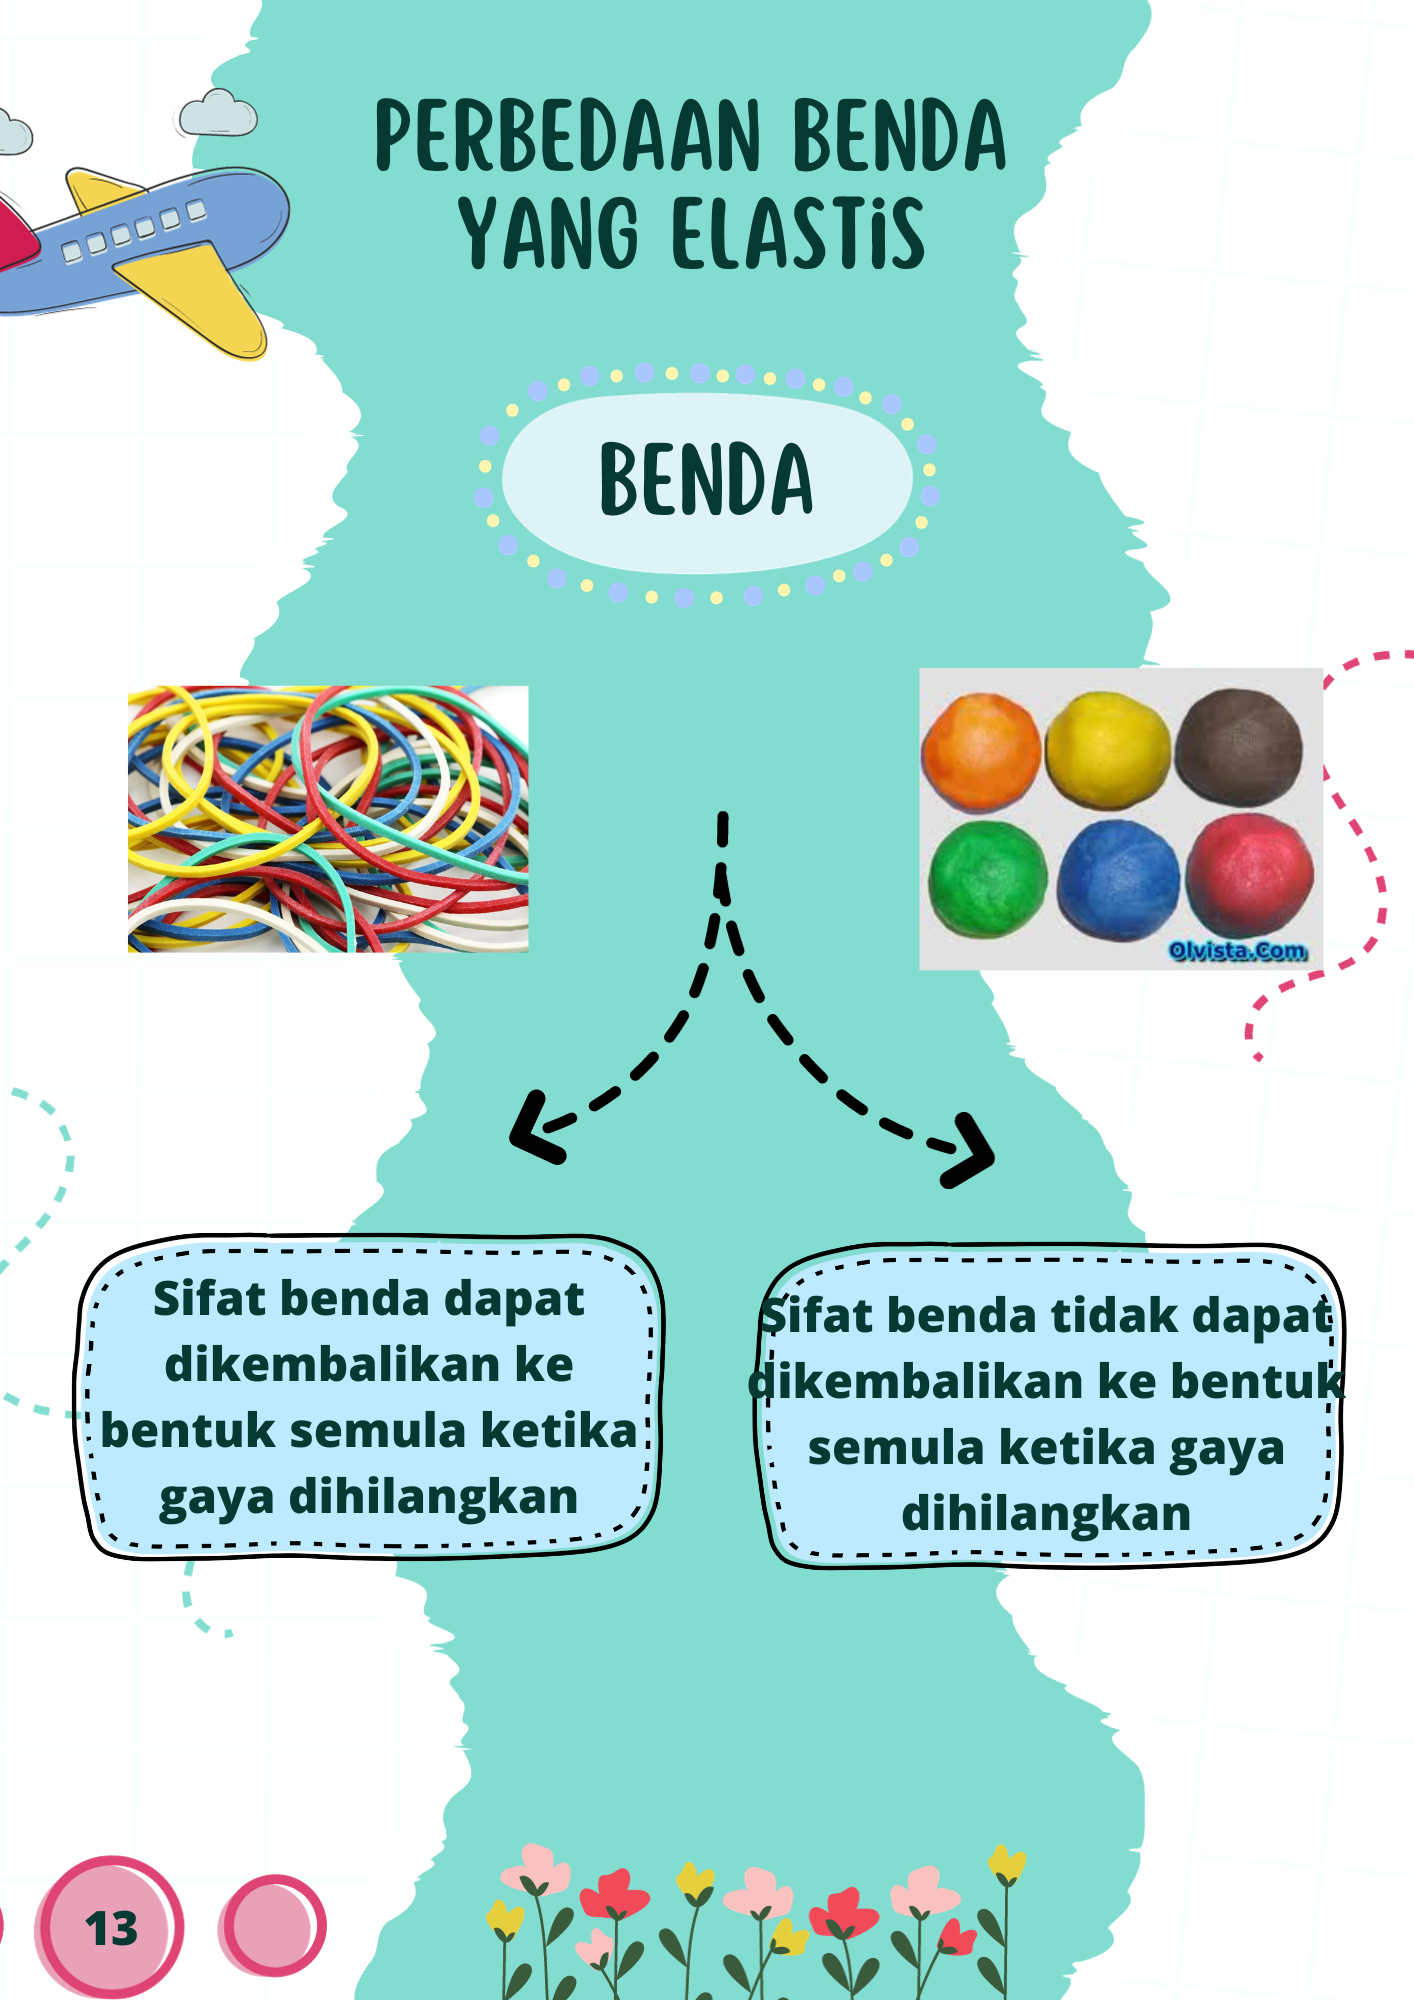 PERBEDAAN BENDA
YANG ELASTiS
BENDA
Olvista.Com
Sifat benda dapat
dikembalikan ke
bentuk semula ketika
gaya dihilangkan
Sifat benda tidak dapat
dikembalikan ke bentuk
semula ketika gaya
dihilangkan
13